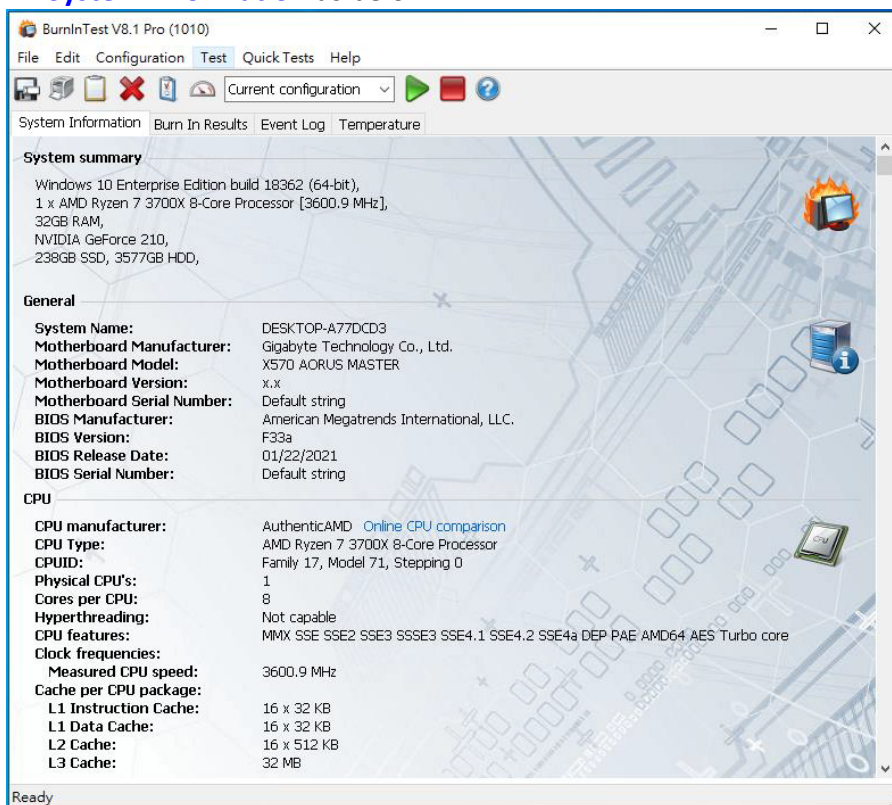 BurnInTest V8.1 Pro (1010)
File Edit Configuration Test Quick Tests Help
Current configuration
System Information Burn In Results Event Log Temperature
System summary
Windows 10 Enterprise Edition build 18362 (64-bit),
1 x AMD Ryzen 7 3700X 8-Core Processor [3600.9 MHz],
32GB RAM,
NVIDIA GeForce 210,
238GB SSD, 3577GB HDD,
General
System Name: DESKTOP-A77DCD3
Motherboard Manufacturer: Gigabyte Technology Co., Ltd.
Motherboard Model: X570 AORUS MASTER
Motherboard Version: x.x
Motherboard Serial Number: Default string
BIOS Manufacturer: American Megatrends International, LLC.
BIOS Version: F33a
BIOS Release Date: 01/22/2021
BIOS Serial Number: Default string
CPU
CPU manufacturer: AuthenticAMD Online CPU comparison
CPU Type: AMD Ryzen 7 3700X 8-Core Processor
CPUID: Family 17, Model 71, Stepping 0
Physical CPU's: 1
Cores per CPU: 8
Hyperthreading: Not capable
CPU features: MMX SSE SSE2 SSE3 SSSE3 SSE4.1 SSE4.2 SSE4a DEP PAE AMD64 AES Turbo core
Clock frequencies:
Measured CPU speed: 3600.9 MHz
Cache per CPU package:
L1 Instruction Cache: 16 x 32 KB
L1 Data Cache: 16 x 32 KB
L2 Cache: 16 x 512 KB
L3 Cache: 32 MB
Ready